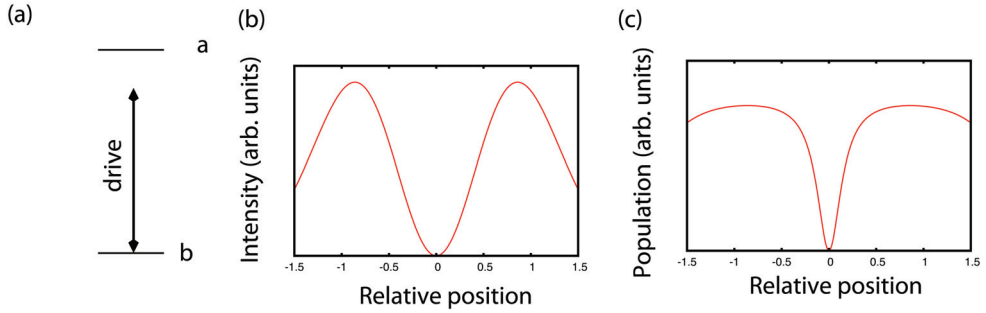 (a)
a
drive
b
(b)
Intensity (arb. units)
-1.5 -1 -0.5 0 0.5 1 1.5
Relative position
(c)
Population (arb. units)
-1.5 -1 -0.5 0 0.5 1 1.5
Relative position